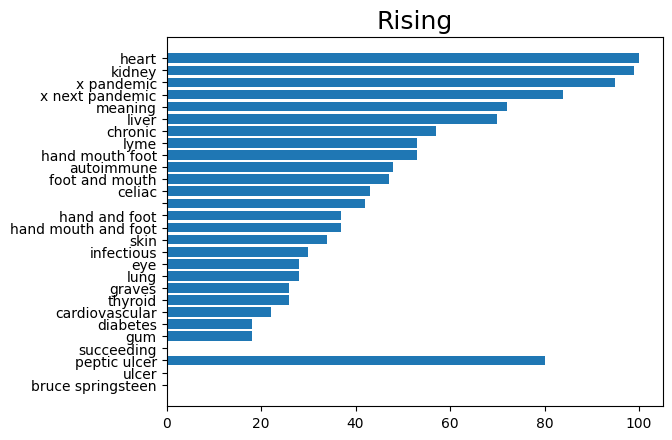 Rising
heart
kidney
x pandemic
x next pandemic
meaning
liver
chronic
lyme
hand mouth foot
autoimmune
foot and mouth
celiac
hand and foot
hand mouth and foot
skin
infectious
eye
lung
graves
thyroid
cardiovascular
diabetes
gum
succeeding
peptic ulcer
ulcer
bruce springsteen
0 20 40 60 80 100